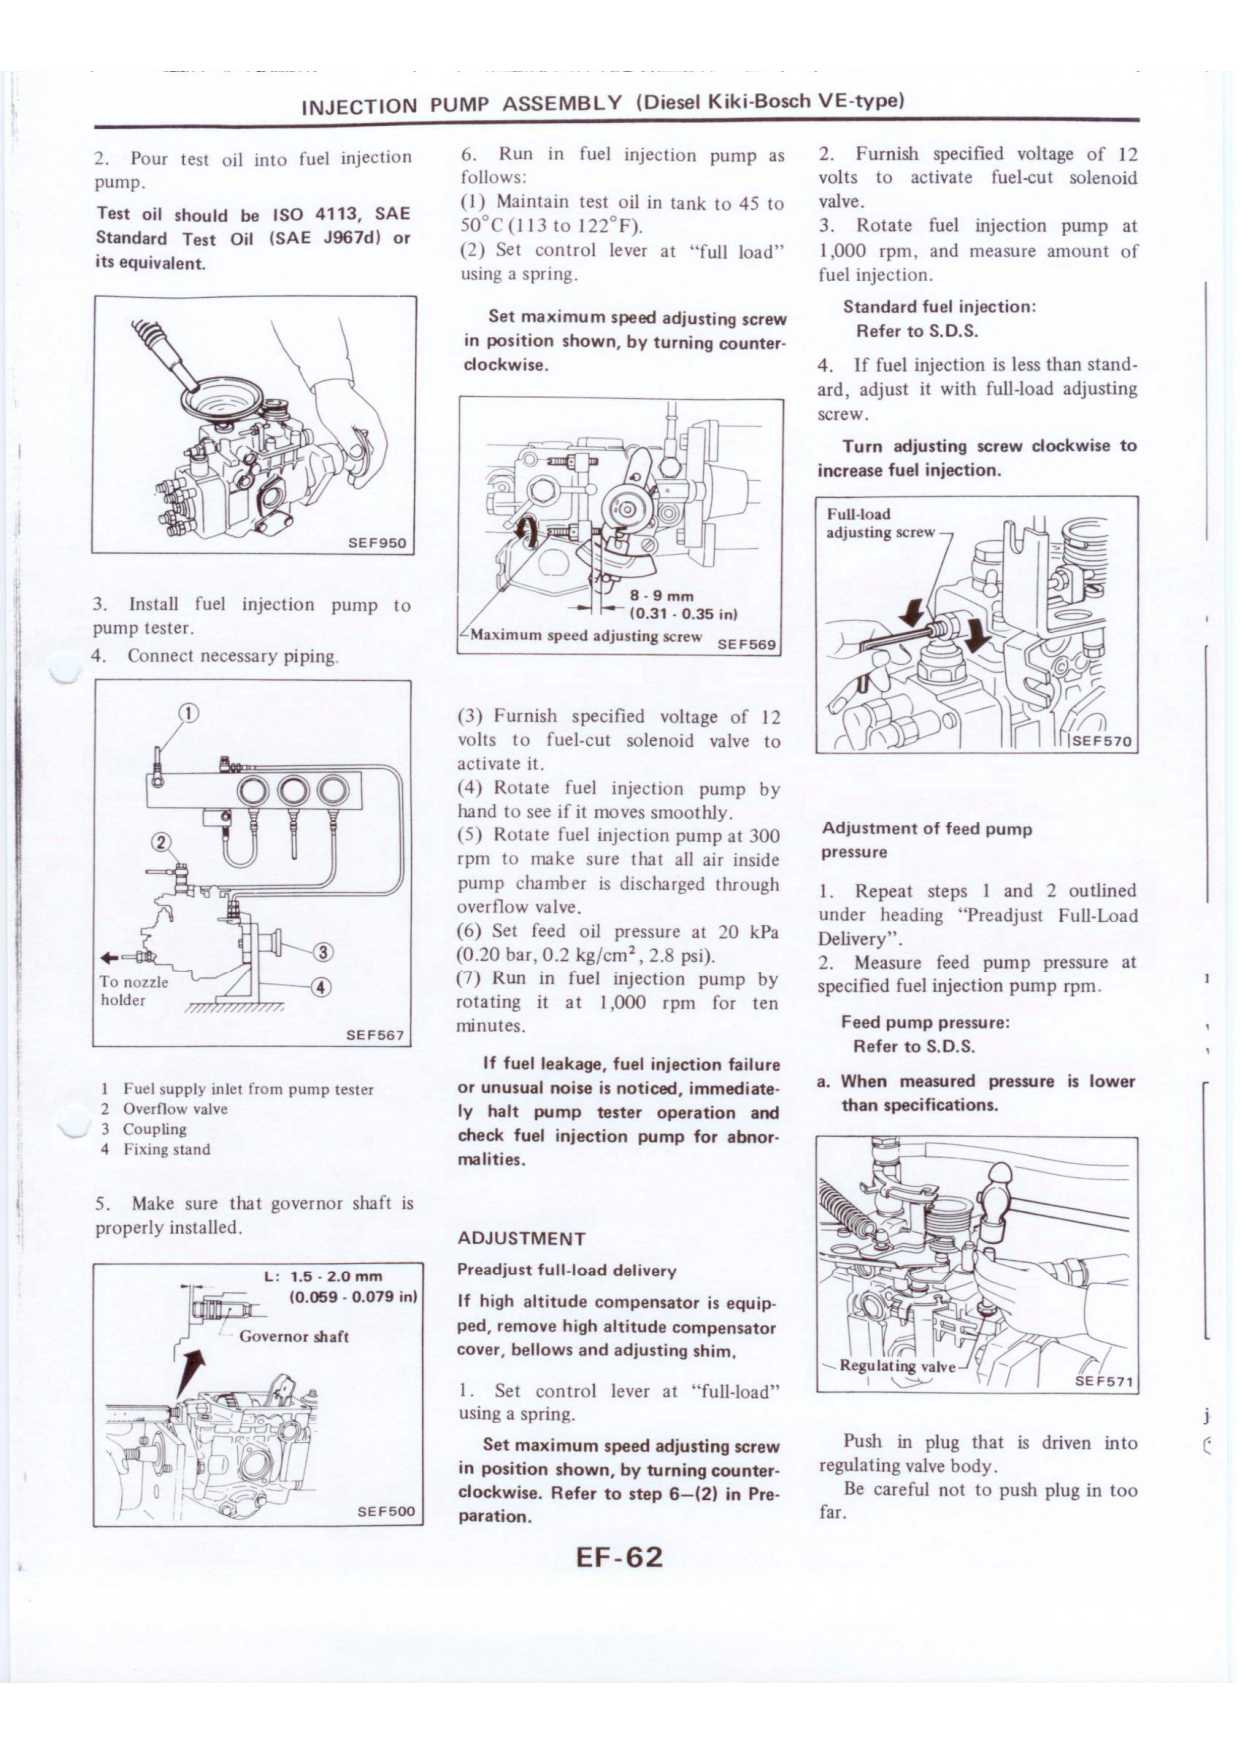 INJECTION PUMP ASSEMBLY (Diesel Kiki-Bosch VE-type)
2. Pour test oil into fuel injection
pump.
Test oil should be ISO 4113, SAE
Standard Test Oil (SAE J967d) or
its equivalent.
SEF950
3. Install fuel injection pump to
pump tester.
4. Connect necessary piping.
1
2
3
4
To nozzle
holder
SEF567
1 Fuel supply inlet from pump tester
2 Overflow valve
3 Coupling
4 Fixing stand
5. Make sure that governor shaft is
properly installed.
L: 1.5 - 2.0 mm
(0.059 - 0.079 in)
Governor shaft
SEF500
6. Run in fuel injection pump as
follows:
(1) Maintain test oil in tank to 45 to
50°C (113 to 122°F).
(2) Set control lever at “full load”
using a spring.
Set maximum speed adjusting screw
in position shown, by turning counter-
clockwise.
8 - 9 mm
(0.31 - 0.35 in)
Maximum speed adjusting screw
SEF569
(3) Furnish specified voltage of 12
volts to fuel-cut solenoid valve to
activate it.
(4) Rotate fuel injection pump by
hand to see if it moves smoothly.
(5) Rotate fuel injection pump at 300
rpm to make sure that all air inside
pump chamber is discharged through
overflow valve.
(6) Set feed oil pressure at 20 kPa
(0.20 bar, 0.2 kg/cm², 2.8 psi).
(7) Run in fuel injection pump by
rotating it at 1,000 rpm for ten
minutes.
If fuel leakage, fuel injection failure
or unusual noise is noticed, immediate-
ly halt pump tester operation and
check fuel injection pump for abnor-
malities.
ADJUSTMENT
Preadjust full-load delivery
If high altitude compensator is equip-
ped, remove high altitude compensator
cover, bellows and adjusting shim,
1. Set control lever at “full-load”
using a spring.
Set maximum speed adjusting screw
in position shown, by turning counter-
clockwise. Refer to step 6—(2) in Pre-
paration.
2. Furnish specified voltage of 12
volts to activate fuel-cut solenoid
valve.
3. Rotate fuel injection pump at
1,000 rpm, and measure amount of
fuel injection.
Standard fuel injection:
Refer to S.D.S.
4. If fuel injection is less than stand-
ard, adjust it with full-load adjusting
screw.
Turn adjusting screw clockwise to
increase fuel injection.
Full-load
adjusting screw
SEF570
Adjustment of feed pump
pressure
1. Repeat steps 1 and 2 outlined
under heading “Preadjust Full-Load
Delivery”.
2. Measure feed pump pressure at
specified fuel injection pump rpm.
Feed pump pressure:
Refer to S.D.S.
a. When measured pressure is lower
than specifications.
Regulating valve
SEF571
Push in plug that is driven into
regulating valve body.
Be careful not to push plug in too
far.
EF-62